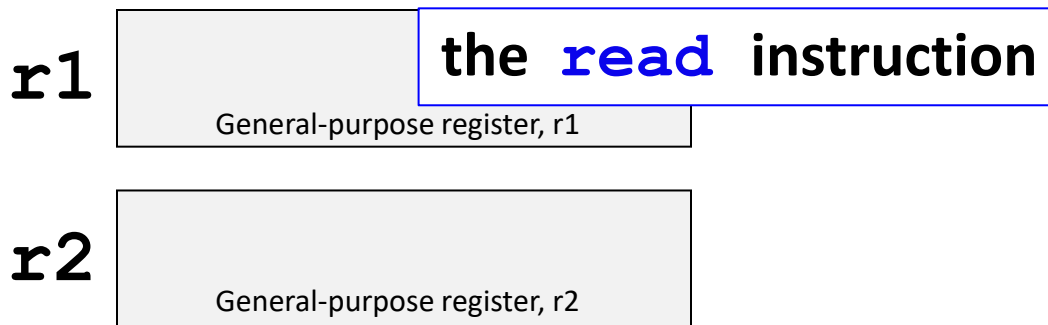 the read instruction
r1
General-purpose register, r1
r2
General-purpose register, r2